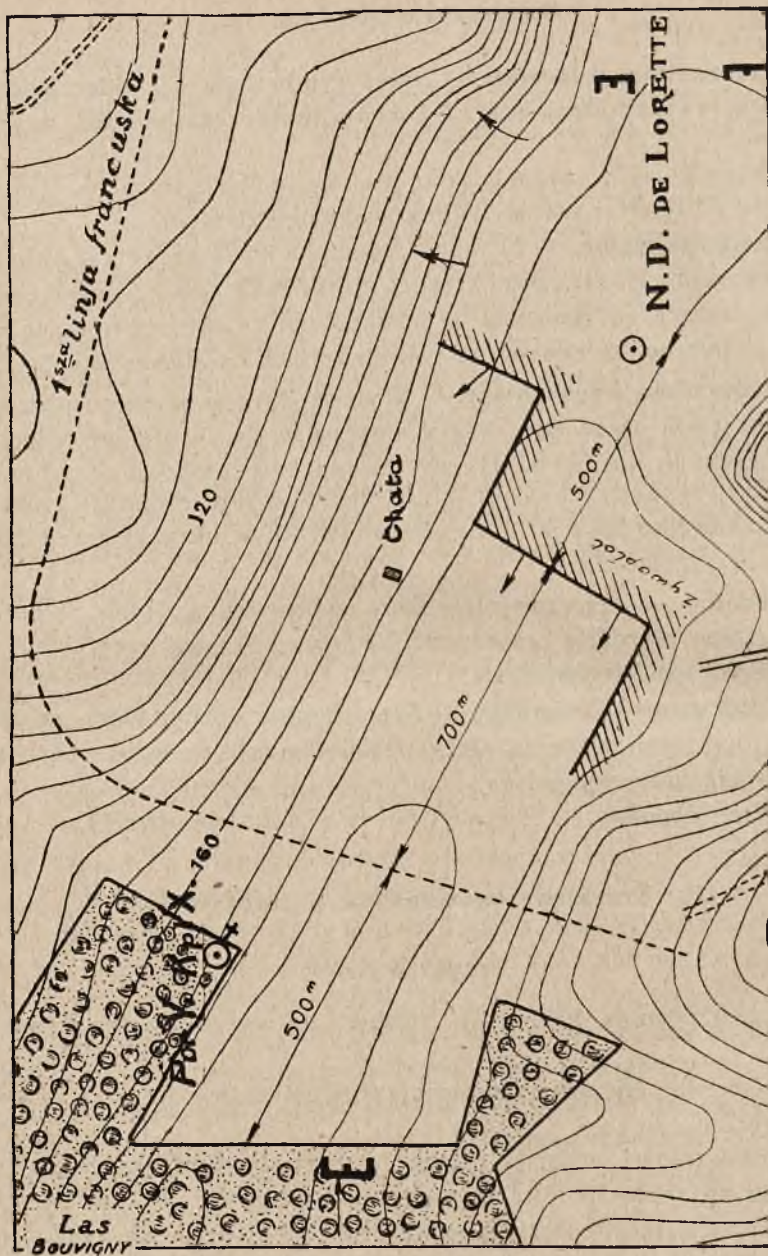 1sza linja francuska
N.D. DE LORETTE
120
Chata
500m
żywopłot
700m
160
500m
Las
BOUVIGNY